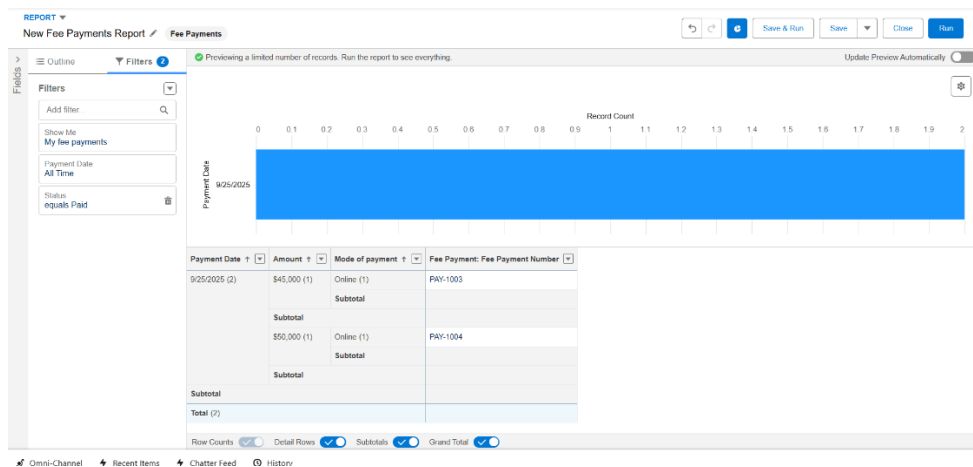 REPORT
New Fee Payments Report Fee Payments
Save & Run Save Close Run
Fields
Outline Filters 2
Previewing a limited number of records. Run the report to see everything. Update Preview Automatically
Filters
Add filter...
Show Me
My fee payments
Payment Date
All Time
Status
equals Paid
Record Count
0 0.1 0.2 0.3 0.4 0.5 0.6 0.7 0.8 0.9 1 1.1 1.2 1.3 1.4 1.5 1.6 1.7 1.8 1.9 2
Payment Date
9/25/2025
Payment Date ↑ Amount ↑ Mode of payment ↑ Fee Payment: Fee Payment Number
9/25/2025 (2) $45,000 (1) Online (1) PAY-1003
Subtotal
Subtotal
$50,000 (1) Online (1) PAY-1004
Subtotal
Subtotal
Subtotal
Total (2)
Row Counts Detail Rows Subtotals Grand Total
Omni-Channel Recent Items Chatter Feed History